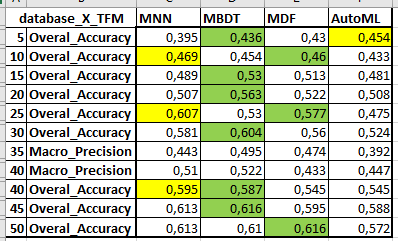 database_X_TFM MNN MBDT MDF AutoML
5 Overal_Accuracy 0,395 0,436 0,43 0,454
10 Overal_Accuracy 0,469 0,454 0,46 0,433
15 Overal_Accuracy 0,489 0,53 0,513 0,481
20 Overal_Accuracy 0,507 0,563 0,522 0,508
25 Overal_Accuracy 0,607 0,53 0,577 0,475
30 Overal_Accuracy 0,581 0,604 0,56 0,524
35 Macro_Precision 0,443 0,495 0,474 0,392
40 Macro_Precision 0,51 0,522 0,433 0,447
40 Overal_Accuracy 0,595 0,587 0,545 0,545
45 Overal_Accuracy 0,613 0,616 0,595 0,588
50 Overal_Accuracy 0,613 0,61 0,616 0,572